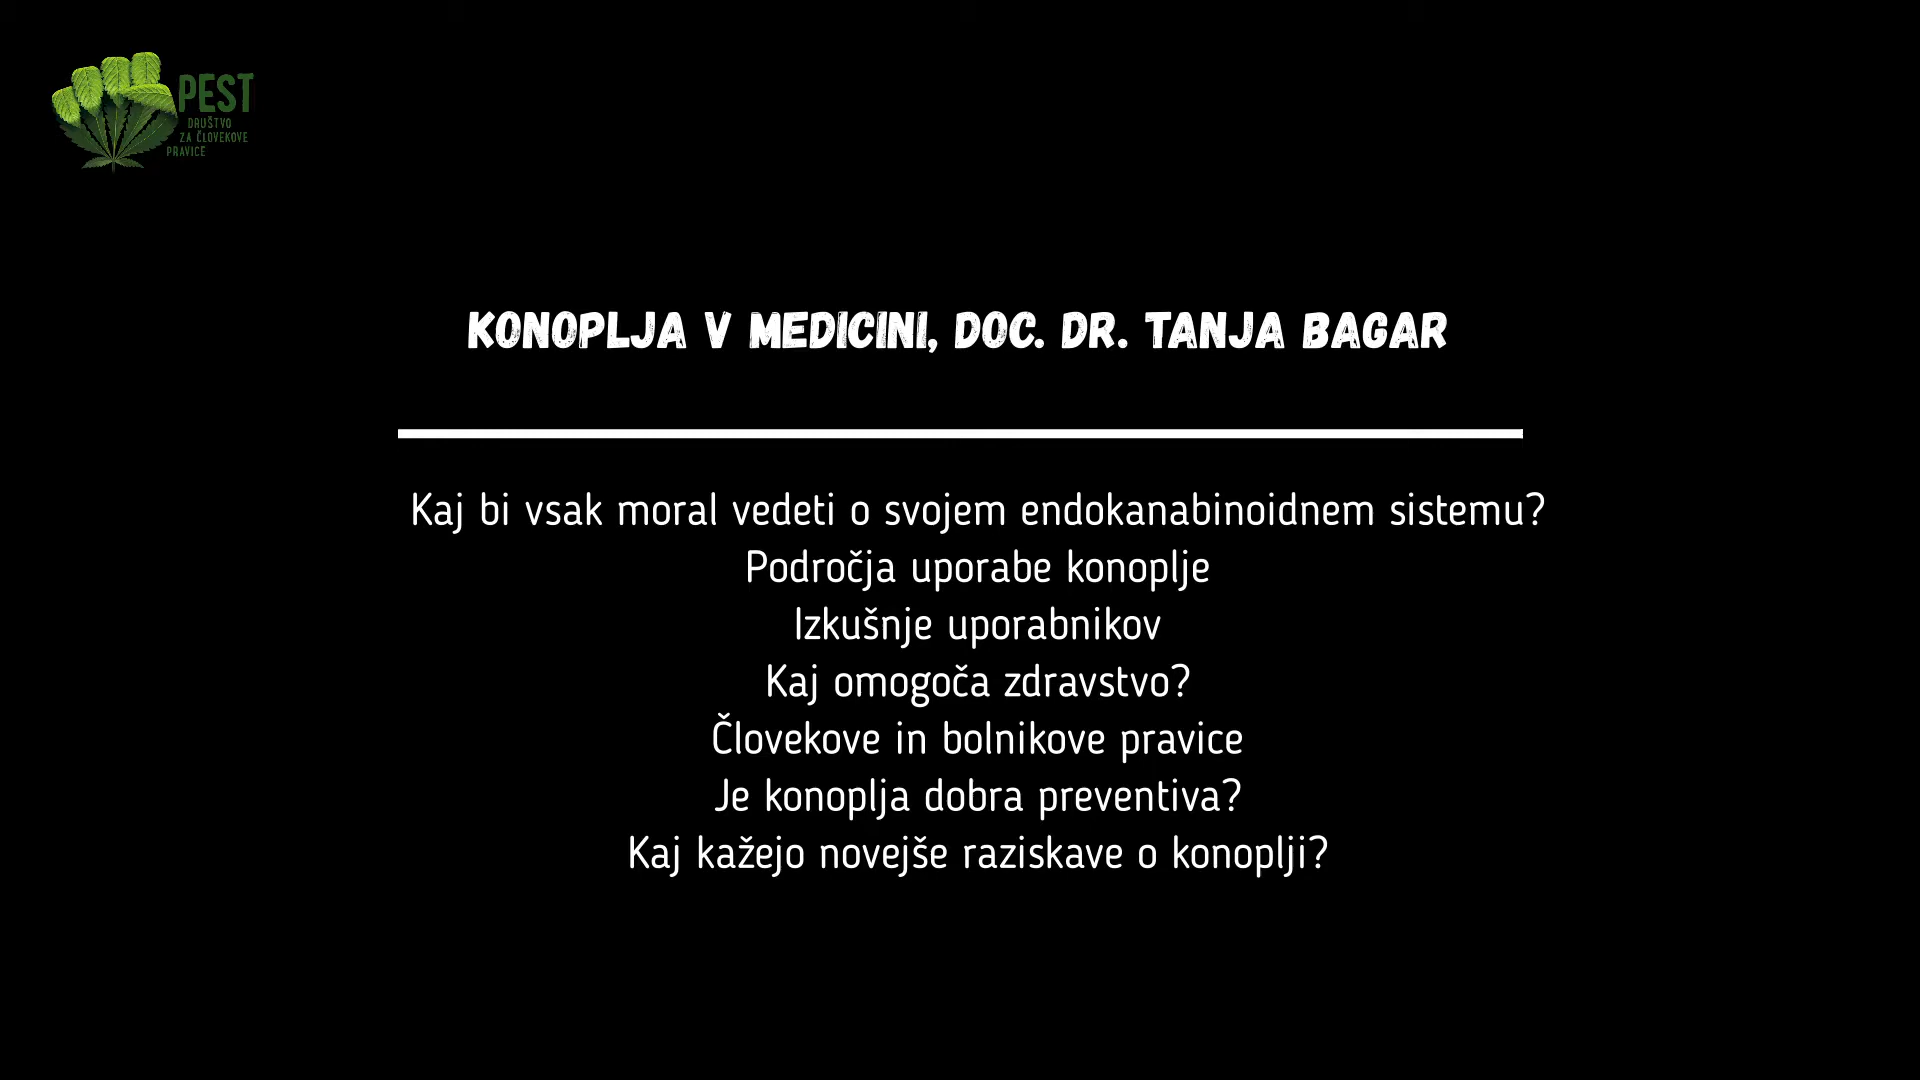 PEST
DRUŠTVO
ZA ČLOVEKOVE
PRAVICE
KONOPLJA V MEDICINI, DOC. DR. TANJA BAGAR
Kaj bi vsak moral vedeti o svojem endokanabinoidnem sistemu?
Področja uporabe konoplje
Izkušnje uporabnikov
Kaj omogoča zdravstvo?
Človekove in bolnikove pravice
Je konoplja dobra preventiva?
Kaj kažejo novejše raziskave o konoplji?